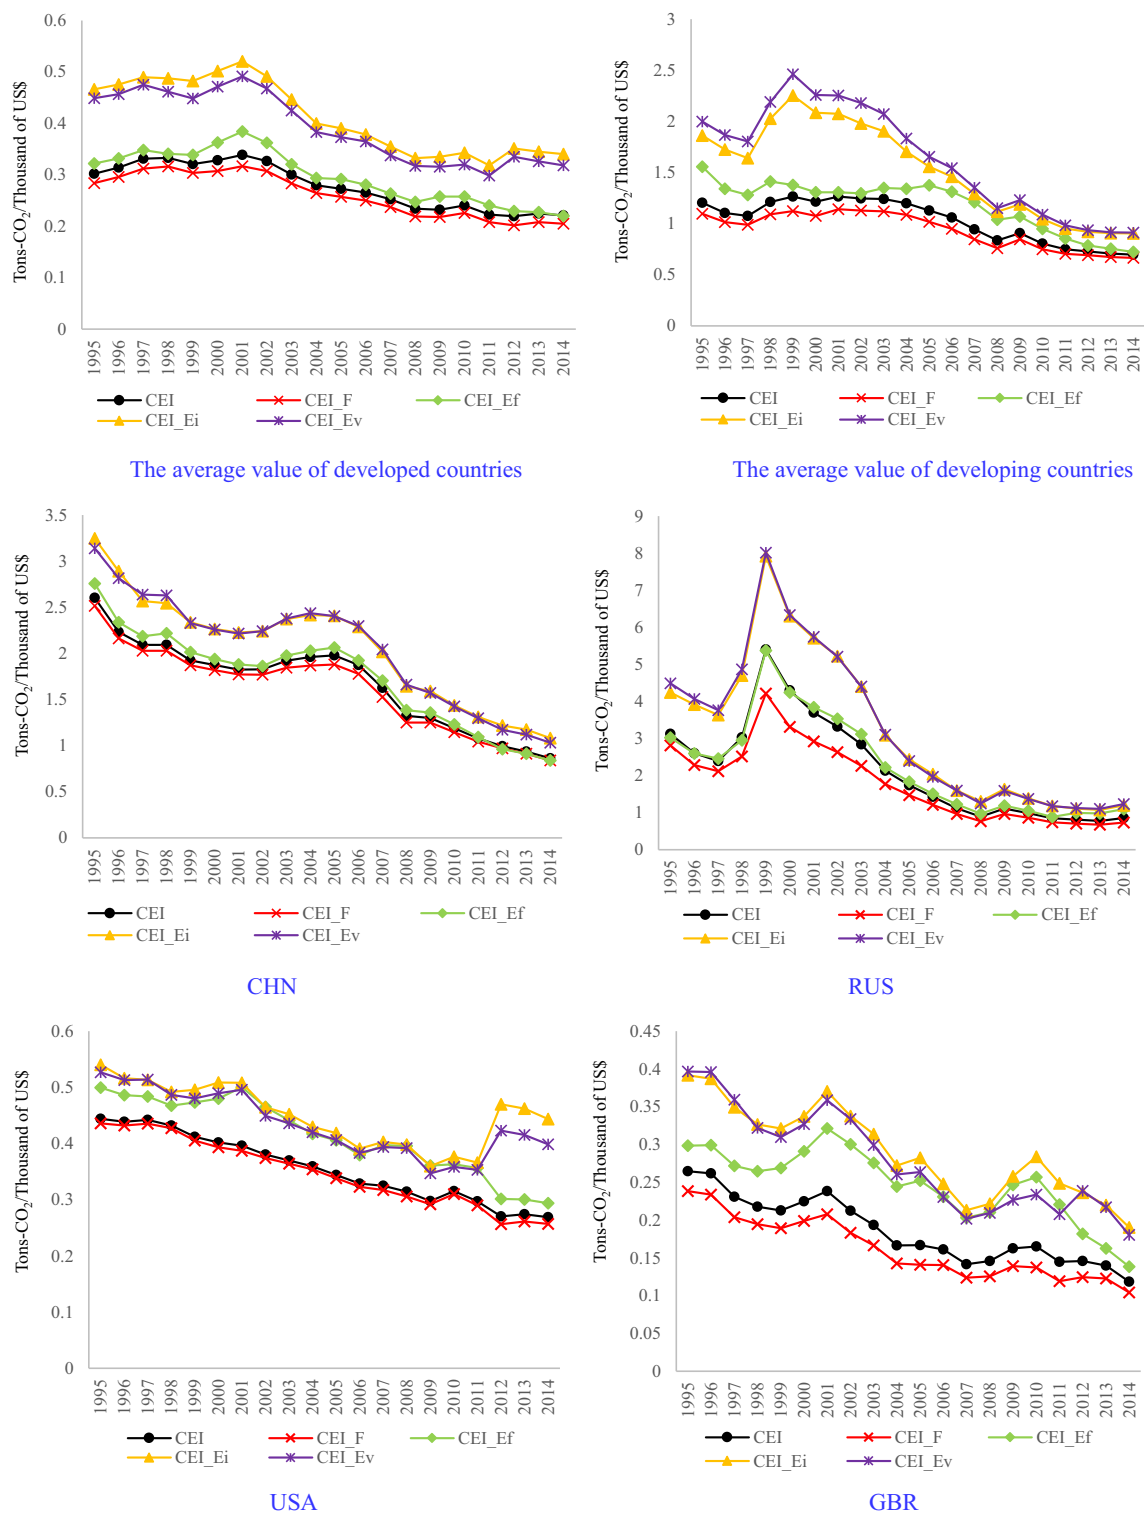 Tons-CO2/Thousand of US$
0.6
0.5
0.4
0.3
0.2
0.1
0
1995 1996 1997 1998 1999 2000 2001 2002 2003 2004 2005 2006 2007 2008 2009 2010 2011 2012 2013 2014
CEI CEI_F CEI_Ef
CEI_Ei CEI_Ev
The average value of developed countries
Tons-CO2/Thousand of US$
3
2.5
2
1.5
1
0.5
0
1995 1996 1997 1998 1999 2000 2001 2002 2003 2004 2005 2006 2007 2008 2009 2010 2011 2012 2013 2014
CEI CEI_F CEI_Ef
CEI_Ei CEI_Ev
The average value of developing countries
Tons-CO2/Thousand of US$
3.5
3
2.5
2
1.5
1
0.5
0
1995 1996 1997 1998 1999 2000 2001 2002 2003 2004 2005 2006 2007 2008 2009 2010 2011 2012 2013 2014
CEI CEI_F CEI_Ef
CEI_Ei CEI_Ev
CHN
Tons-CO2/Thousand of US$
9
8
7
6
5
4
3
2
1
0
1995 1996 1997 1998 1999 2000 2001 2002 2003 2004 2005 2006 2007 2008 2009 2010 2011 2012 2013 2014
CEI CEI_F CEI_Ef
CEI_Ei CEI_Ev
RUS
Tons-CO2/Thousand of US$
0.6
0.5
0.4
0.3
0.2
0.1
0
1995 1996 1997 1998 1999 2000 2001 2002 2003 2004 2005 2006 2007 2008 2009 2010 2011 2012 2013 2014
CEI CEI_F CEI_Ef
CEI_Ei CEI_Ev
USA
Tons-CO2/Thousand of US$
0.45
0.4
0.35
0.3
0.25
0.2
0.15
0.1
0.05
0
1995 1996 1997 1998 1999 2000 2001 2002 2003 2004 2005 2006 2007 2008 2009 2010 2011 2012 2013 2014
CEI CEI_F CEI_Ef
CEI_Ei CEI_Ev
GBR